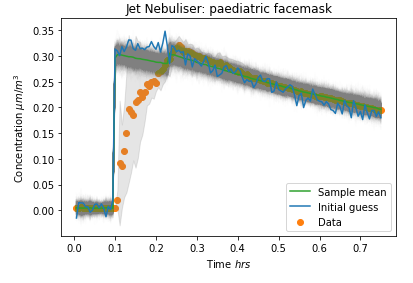 Jet Nebuliser: paediatric facemask
Concentration μm/m³
0.35
0.30
0.25
0.20
0.15
0.10
0.05
0.00
Sample mean
Initial guess
Data
0.0 0.1 0.2 0.3 0.4 0.5 0.6 0.7
Time hrs